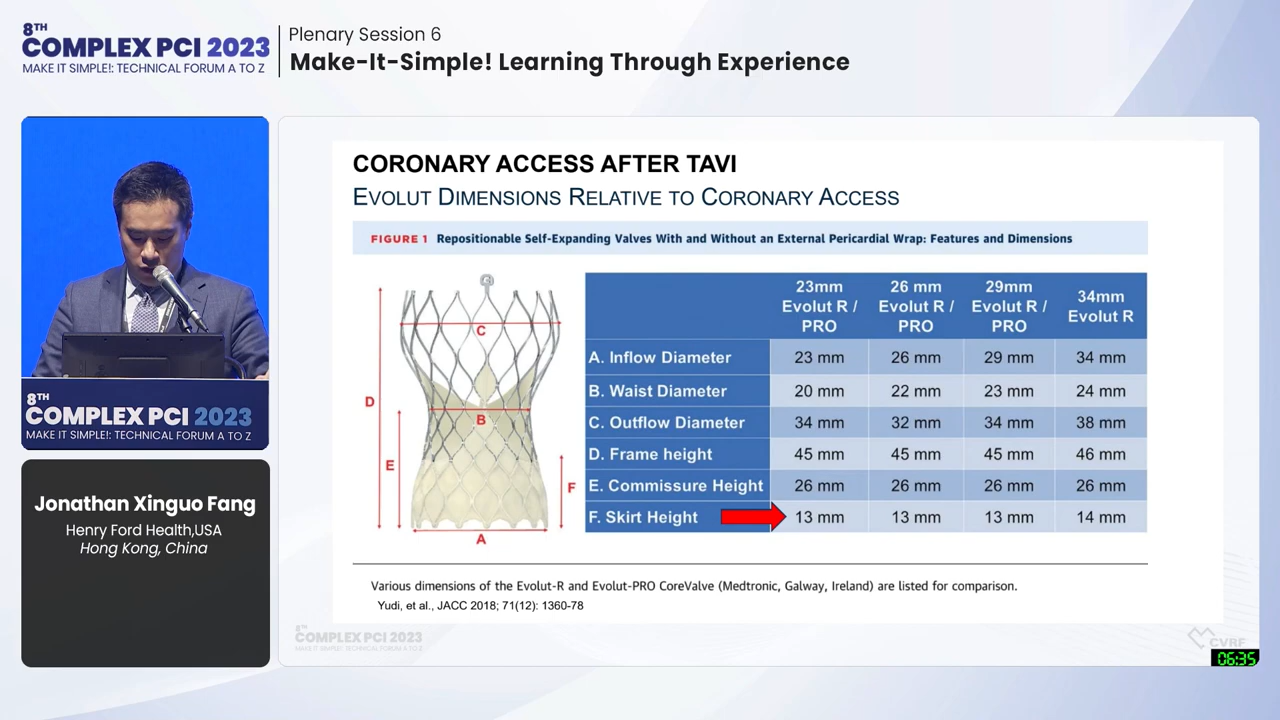 8TH
COMPLEX PCI 2023
MAKE IT SIMPLE!: TECHNICAL FORUM A TO Z
Plenary Session 6
Make-It-Simple! Learning Through Experience
8TH
COMPLEX PCI 2023
MAKE IT SIMPLE!: TECHNICAL FORUM A TO Z
Jonathan Xinguo Fang
Henry Ford Health,USA
Hong Kong, China
CORONARY ACCESS AFTER TAVI
EVOLUT DIMENSIONS RELATIVE TO CORONARY ACCESS
FIGURE 1 Repositionable Self-Expanding Valves With and Without an External Pericardial Wrap: Features and Dimensions
C
D
B
E
F
A
23mm Evolut R / PRO
26 mm Evolut R / PRO
29mm Evolut R / PRO
34mm Evolut R
A. Inflow Diameter 23 mm 26 mm 29 mm 34 mm
B. Waist Diameter 20 mm 22 mm 23 mm 24 mm
C. Outflow Diameter 34 mm 32 mm 34 mm 38 mm
D. Frame height 45 mm 45 mm 45 mm 46 mm
E. Commissure Height 26 mm 26 mm 26 mm 26 mm
F. Skirt Height 13 mm 13 mm 13 mm 14 mm
Various dimensions of the Evolut-R and Evolut-PRO CoreValve (Medtronic, Galway, Ireland) are listed for comparison.
Yudi, et al., JACC 2018; 71(12): 1360-78
8TH
COMPLEX PCI 2023
MAKE IT SIMPLE!: TECHNICAL FORUM A TO Z
CVRF
06:35